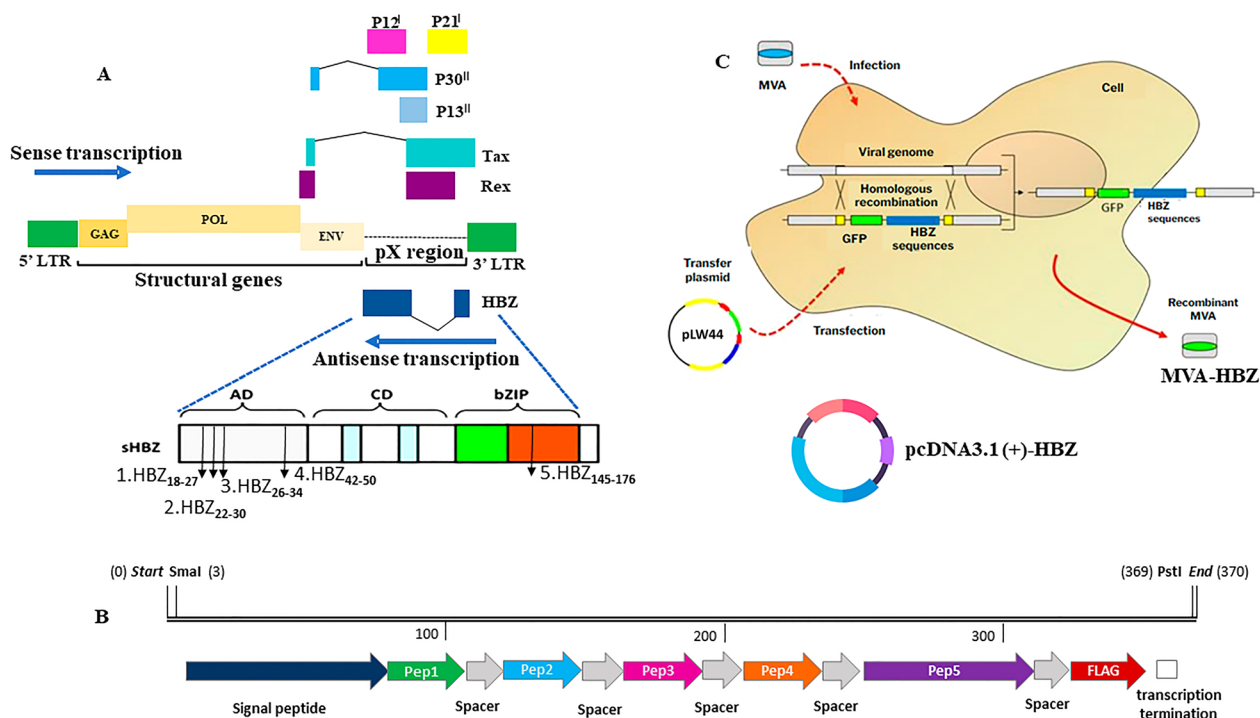 A
P12I
P21I
P30II
P13II
Sense transcription
Tax
Rex
POL
GAG
ENV
pX region
5' LTR
3' LTR
Structural genes
HBZ
Antisense transcription
AD
CD
bZIP
sHBZ
1.HBZ18-27
2.HBZ22-30
3.HBZ26-34
4.HBZ42-50
5.HBZ145-176
C
MVA
Infection
Cell
Viral genome
Homologous
recombination
GFP
HBZ
sequences
GFP
HBZ
sequences
Transfer
plasmid
pLW44
Transfection
Recombinant
MVA
MVA-HBZ
pcDNA3.1 (+)-HBZ
(0) Start SmaI (3)
(369) PstI End (370)
B
100
200
300
Pep1
Pep2
Pep3
Pep4
Pep5
FLAG
Signal peptide
Spacer
Spacer
Spacer
Spacer
Spacer
transcription
termination